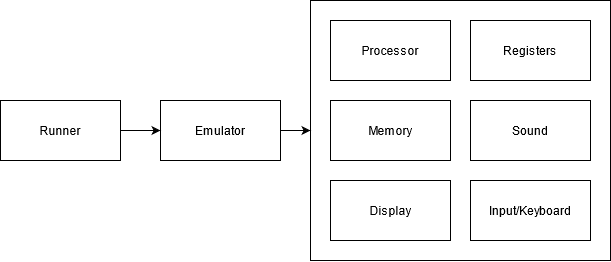 Processor
Registers
Runner
Emulator
Memory
Sound
Display
Input/Keyboard